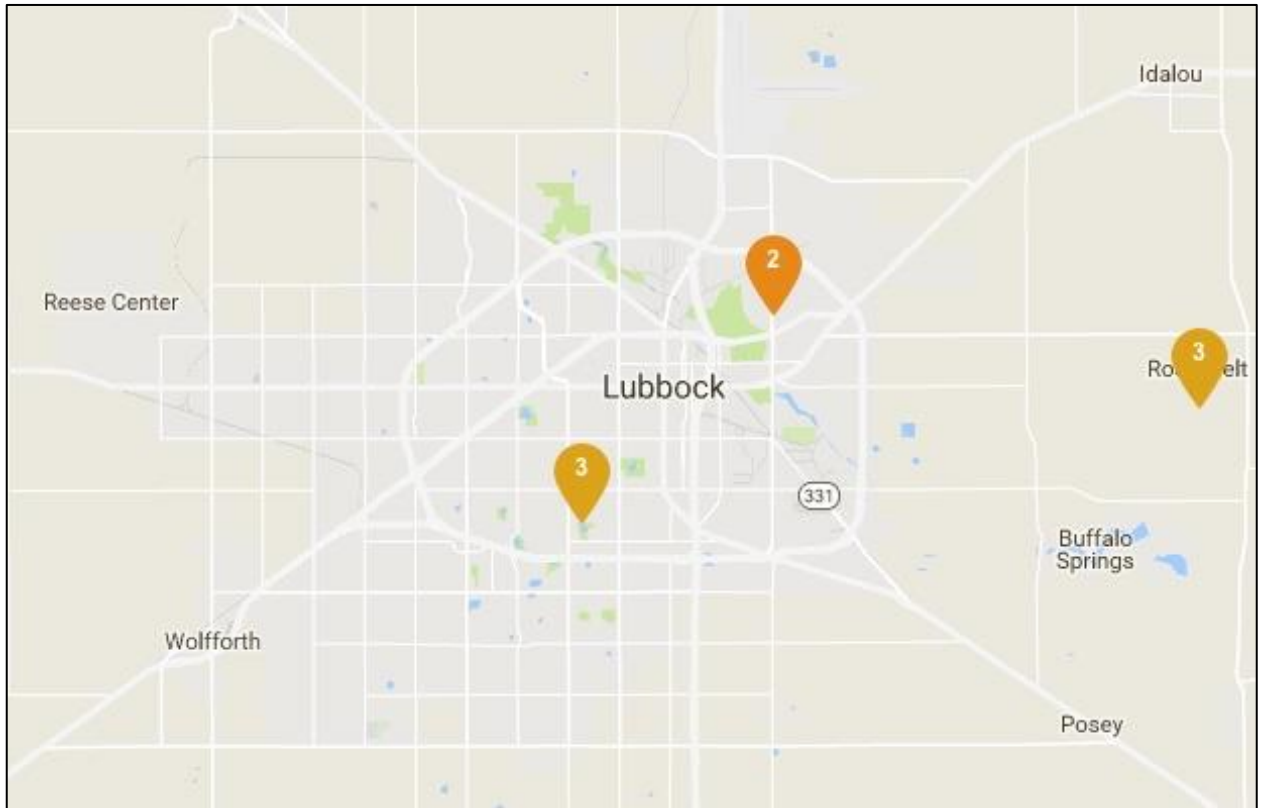 Idalou
2
Reese Center
3
Lubbock
3
331
Buffalo
Springs
Wolfforth
Posey